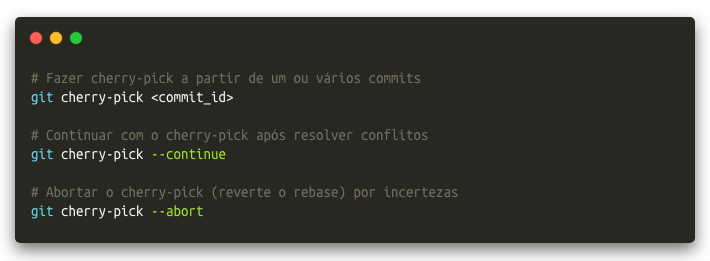 # Fazer cherry-pick a partir de um ou vários commits
git cherry-pick <commit_id>
# Continuar com o cherry-pick após resolver conflitos
git cherry-pick --continue
# Abortar o cherry-pick (reverte o rebase) por incertezas
git cherry-pick --abort